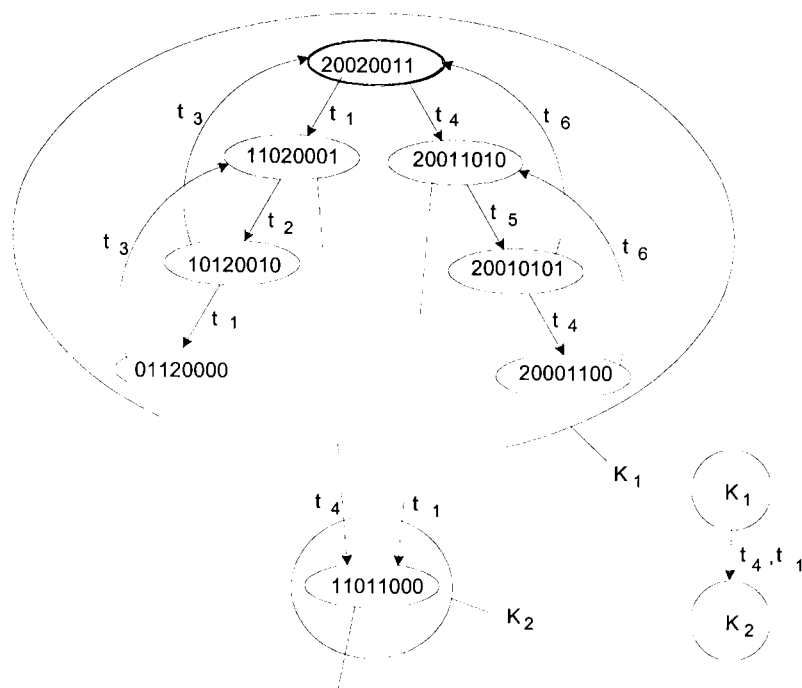 20020011
t 3 t 1 t 4 t 6
11020001 20011010
t 3 t 2 t 5 t 6
10120010 20010101
t 1 t 4
01120000 20001100
K 1 K 1
t 4 t 1
t 4 , t 1
11011000
K 2 K 2